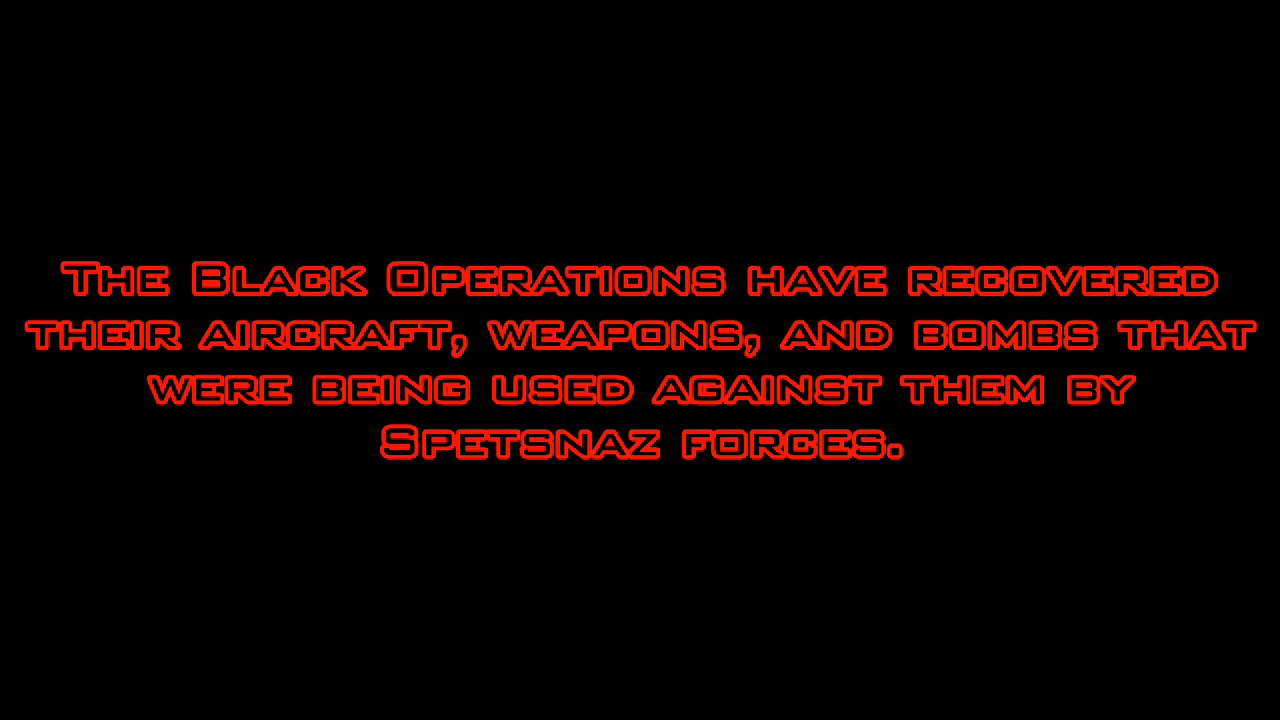 The Black Operations have recovered
their aircraft, weapons, and bombs that
were being used against them by
Spetsnaz forces.